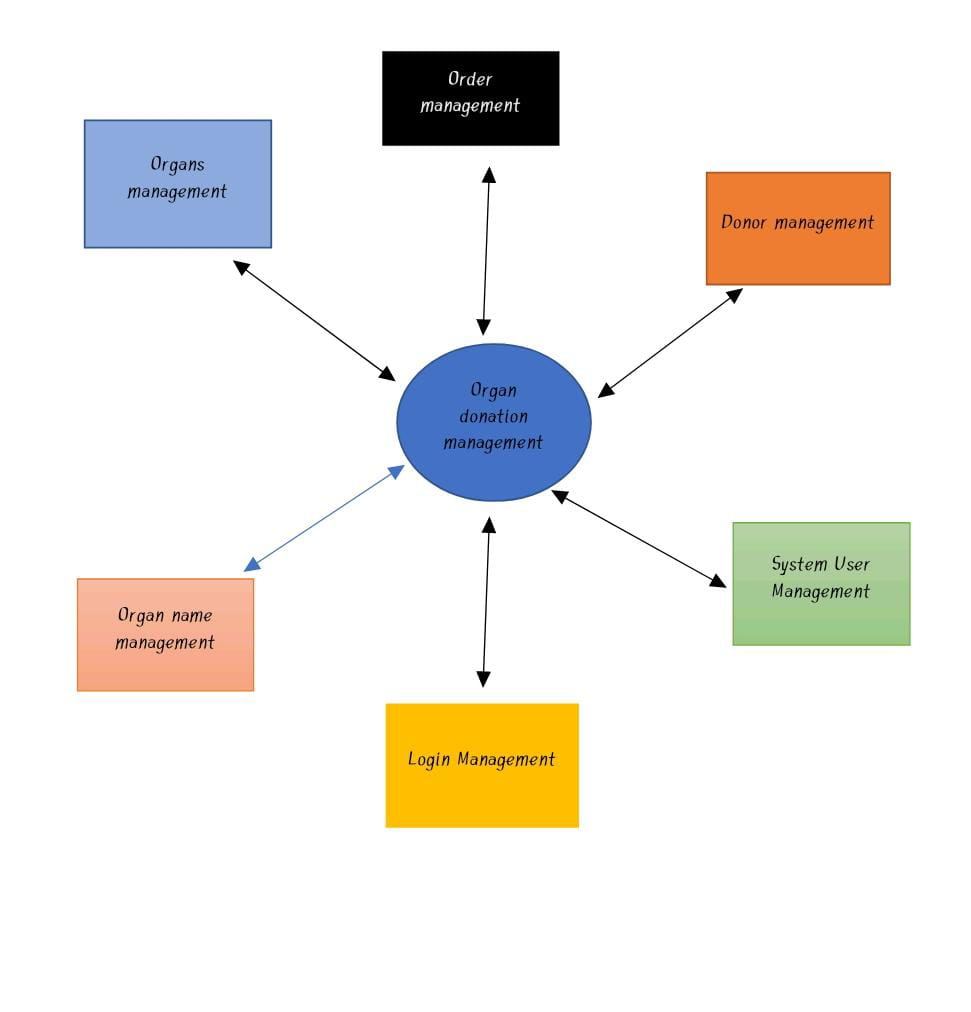 Order
management
Organs
management
Donor management
Organ
donation
management
System User
Management
Organ name
management
Login Management